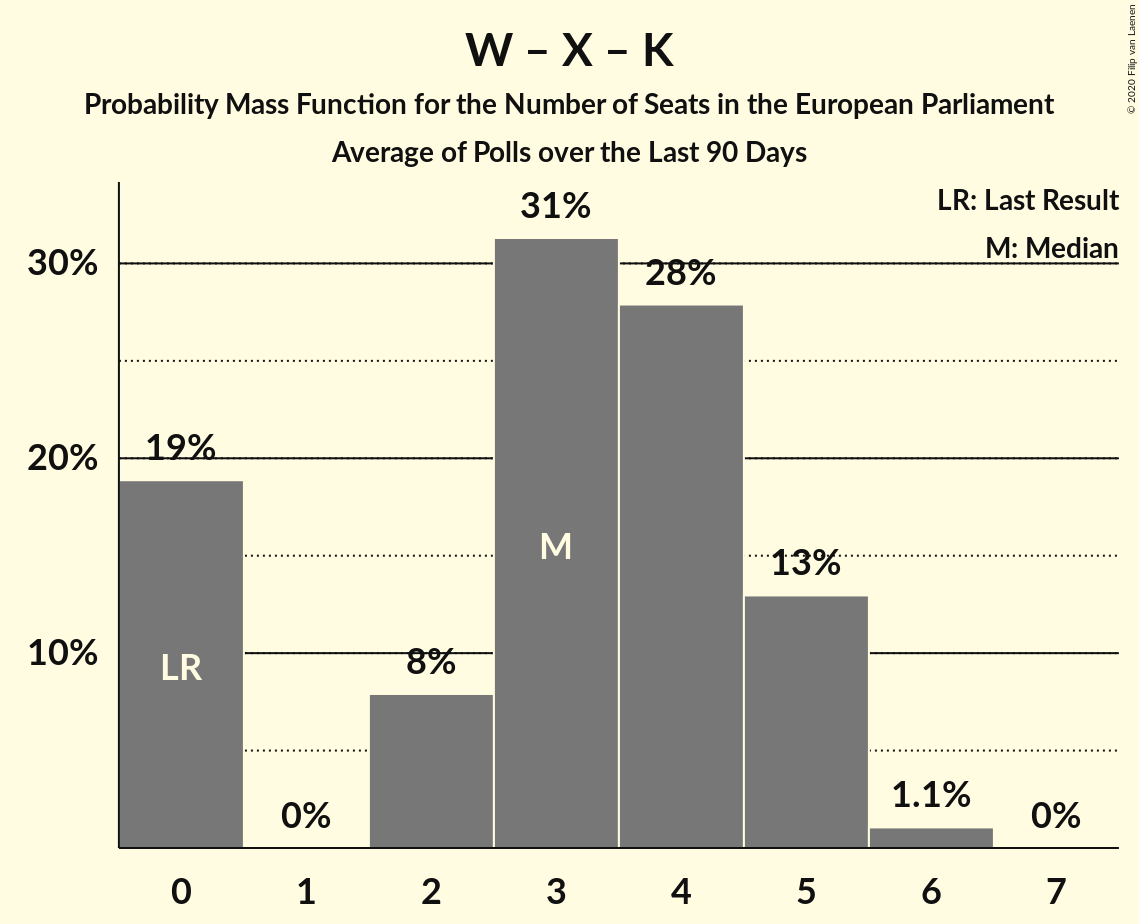 W – X – K
Probability Mass Function for the Number of Seats in the European Parliament
Average of Polls over the Last 90 Days
© 2020 Filip van Laenen
LR: Last Result
M: Median
30%
20%
10%
19%
0%
8%
31%
28%
13%
1.1%
0%
LR
M
0 1 2 3 4 5 6 7